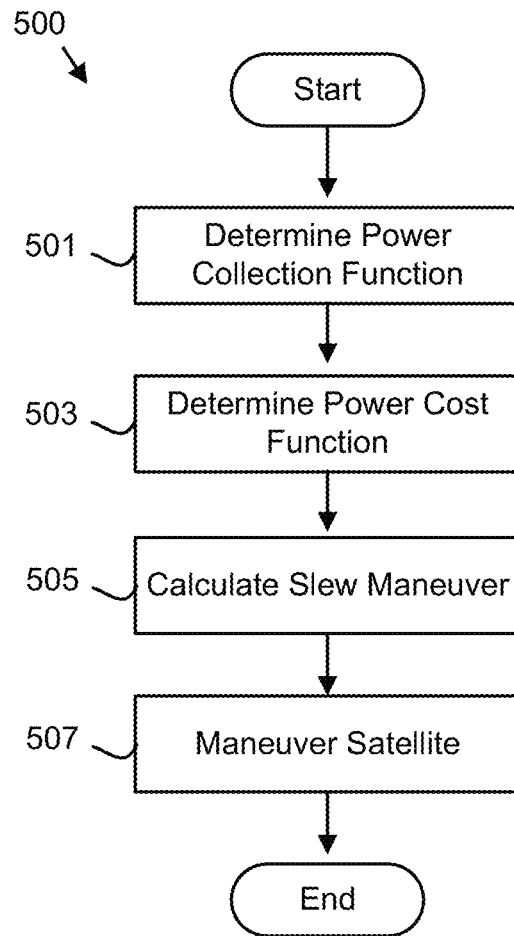 500
Start
501
Determine Power
Collection Function
503
Determine Power Cost
Function
505
Calculate Slew Maneuver
507
Maneuver Satellite
End